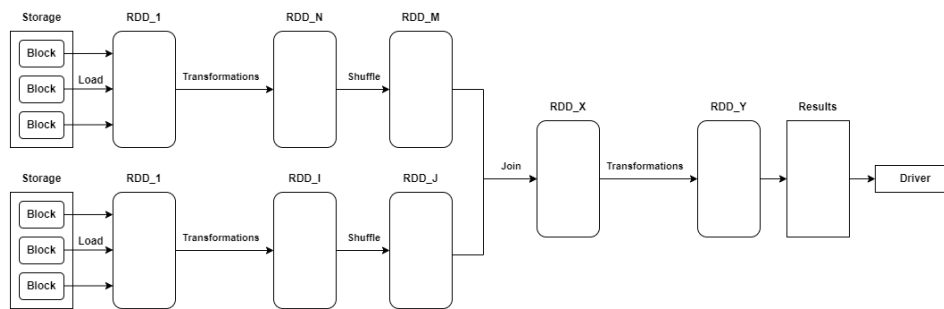 Storage
RDD_1
RDD_N
RDD_M
Block
Block
Block
Load
Transformations
Shuffle
RDD_X
RDD_Y
Results
Join
Transformations
Driver
Storage
RDD_1
RDD_I
RDD_J
Block
Block
Block
Load
Transformations
Shuffle